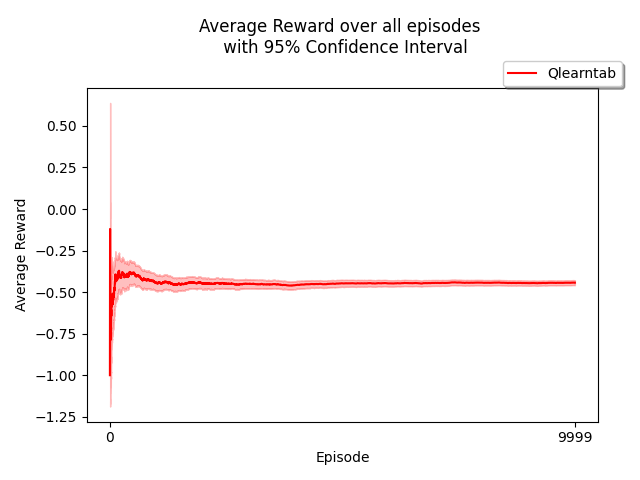 Average Reward over all episodes
with 95% Confidence Interval
Qlearntab
0.50
0.25
0.00
−0.25
−0.50
−0.75
−1.00
−1.25
Average Reward
0
9999
Episode